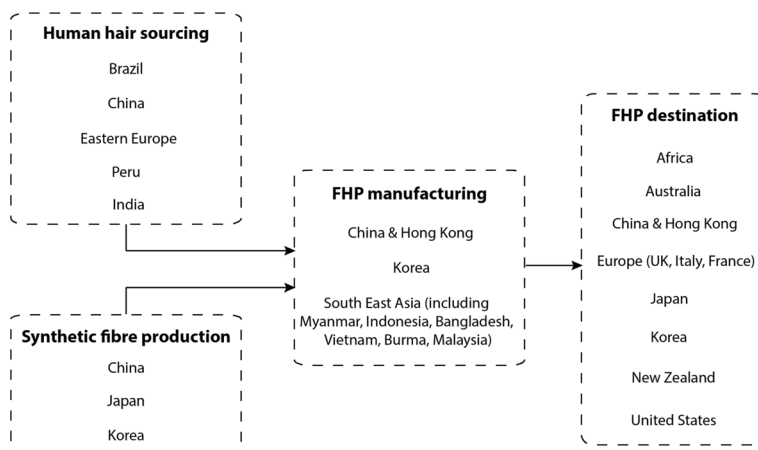 Human hair sourcing
Brazil
China
Eastern Europe
Peru
India
Synthetic fibre production
China
Japan
Korea
FHP manufacturing
China & Hong Kong
Korea
South East Asia (including
Myanmar, Indonesia, Bangladesh,
Vietnam, Burma, Malaysia)
FHP destination
Africa
Australia
China & Hong Kong
Europe (UK, Italy, France)
Japan
Korea
New Zealand
United States